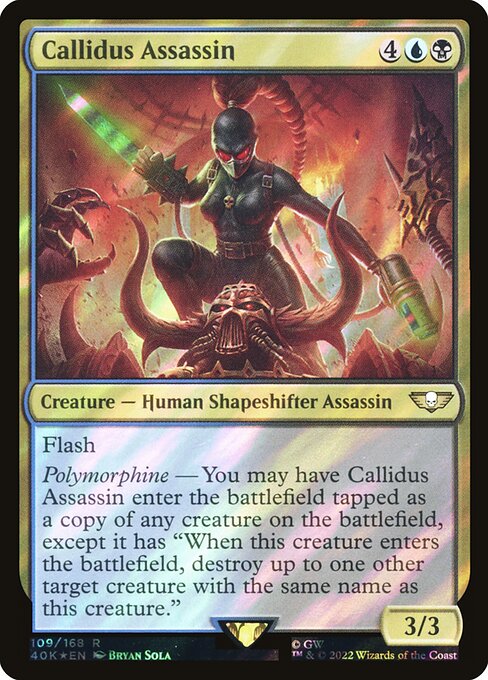 Callidus Assassin 4
Creature — Human Shapeshifter Assassin
Flash
Polymorphine — You may have Callidus
Assassin enter the battlefield tapped as
a copy of any creature on the battlefield,
except it has “When this creature enters
the battlefield, destroy up to one other
target creature with the same name as
this creature.”
3/3
109/168 R
40K★EN Bryan Sola
© GW
™ & © 2022 Wizards of the Coast